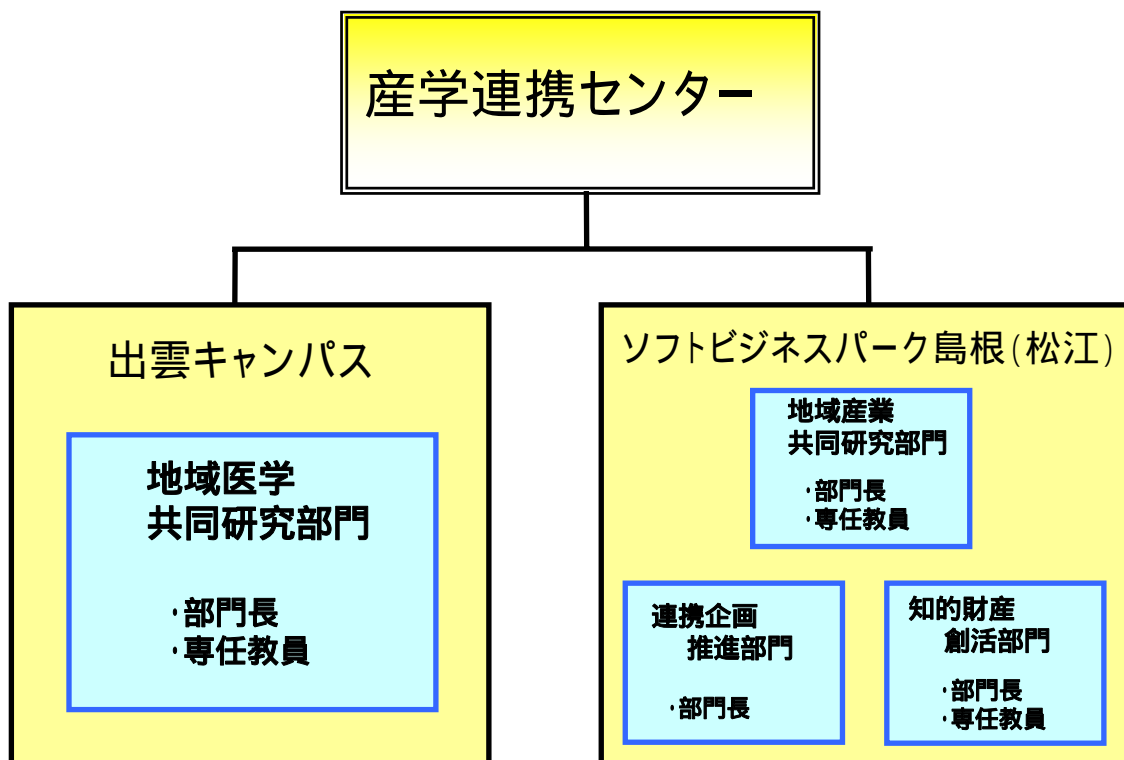 産学連携センター
出雲キャンパス
地域医学
共同研究部門
・部門長
・専任教員
ソフトビジネスパーク島根(松江)
地域産業
共同研究部門
・部門長
・専任教員
連携企画
推進部門
・部門長
知的財産
創活部門
・部門長
・専任教員